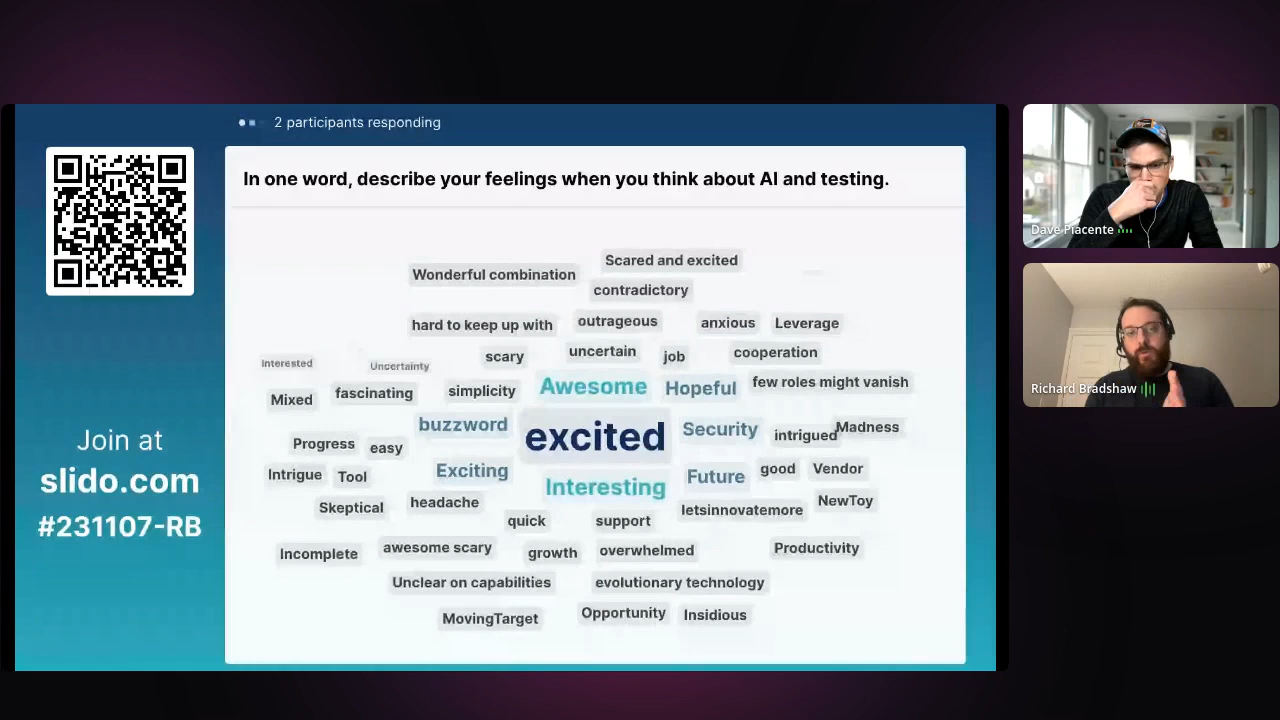 2 participants responding
In one word, describe your feelings when you think about AI and testing.
Join at
slido.com
#231107-RB
Scared and excited
Wonderful combination
contradictory
hard to keep up with
outrageous
anxious
Leverage
scary
uncertain
job
cooperation
Interested
Uncertainty
Mixed
fascinating
simplicity
Awesome
Hopeful
few roles might vanish
buzzword
excited
Security
intrigued
Madness
Progress
easy
Intrigue
Tool
Exciting
Interesting
Future
good
Vendor
Skeptical
headache
quick
support
letsinnovatemore
NewToy
Incomplete
awesome scary
growth
overwhelmed
Productivity
Unclear on capabilities
evolutionary technology
MovingTarget
Opportunity
Insidious
Dave Piacente
Richard Bradshaw